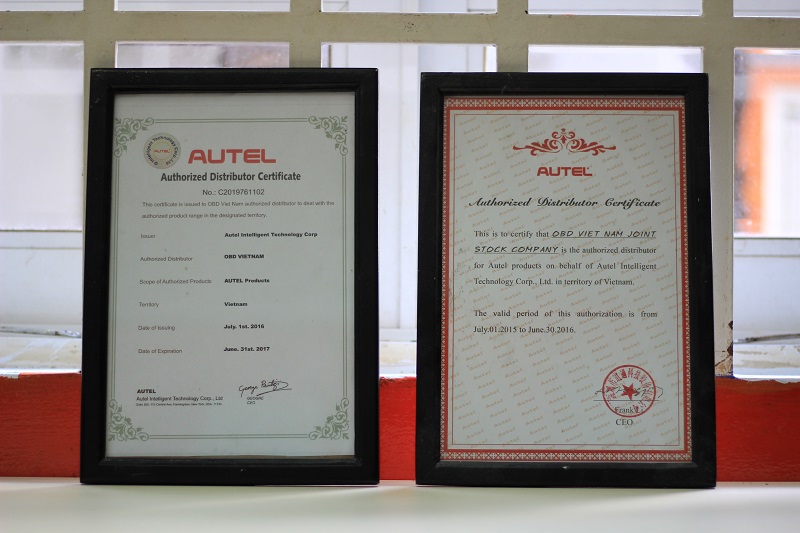 AUTEL
AUTEL
Authorized Distributor Certificate
No.: C2019761102
This certificate is issued to OBD Viet Nam authorized distributor to deal with the
authorized product range in the designated territory.
Issuer Autel Intelligent Technology Corp
Authorized Distributor OBD VIETNAM
Scope of Authorized Products AUTEL Products
Territory Vietnam
Date of Issuing July. 1st. 2016
Date of Expiration June. 31st. 2017
AUTEL
Autel Intelligent Technology Corp., Ltd
CEO
AUTEL
Authorized Distributor Certificate
This is to certify that OBD VIET NAM JOINT
STOCK COMPANY is the authorized distributor
for Autel products on behalf of Autel Intelligent
Technology Corp., Ltd. in territory of Vietnam.
The valid period of this authorization is from
July.01.2015 to June.30.2016.
Frank
CEO